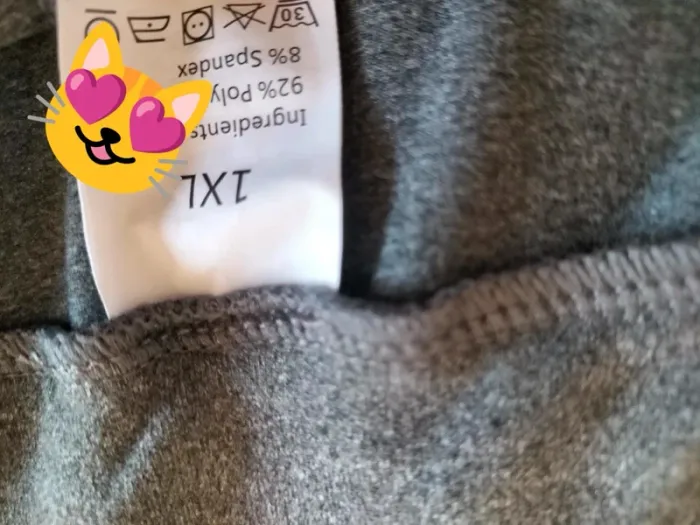 1XL
Ingredients
92% Poly
8% Spandex
30